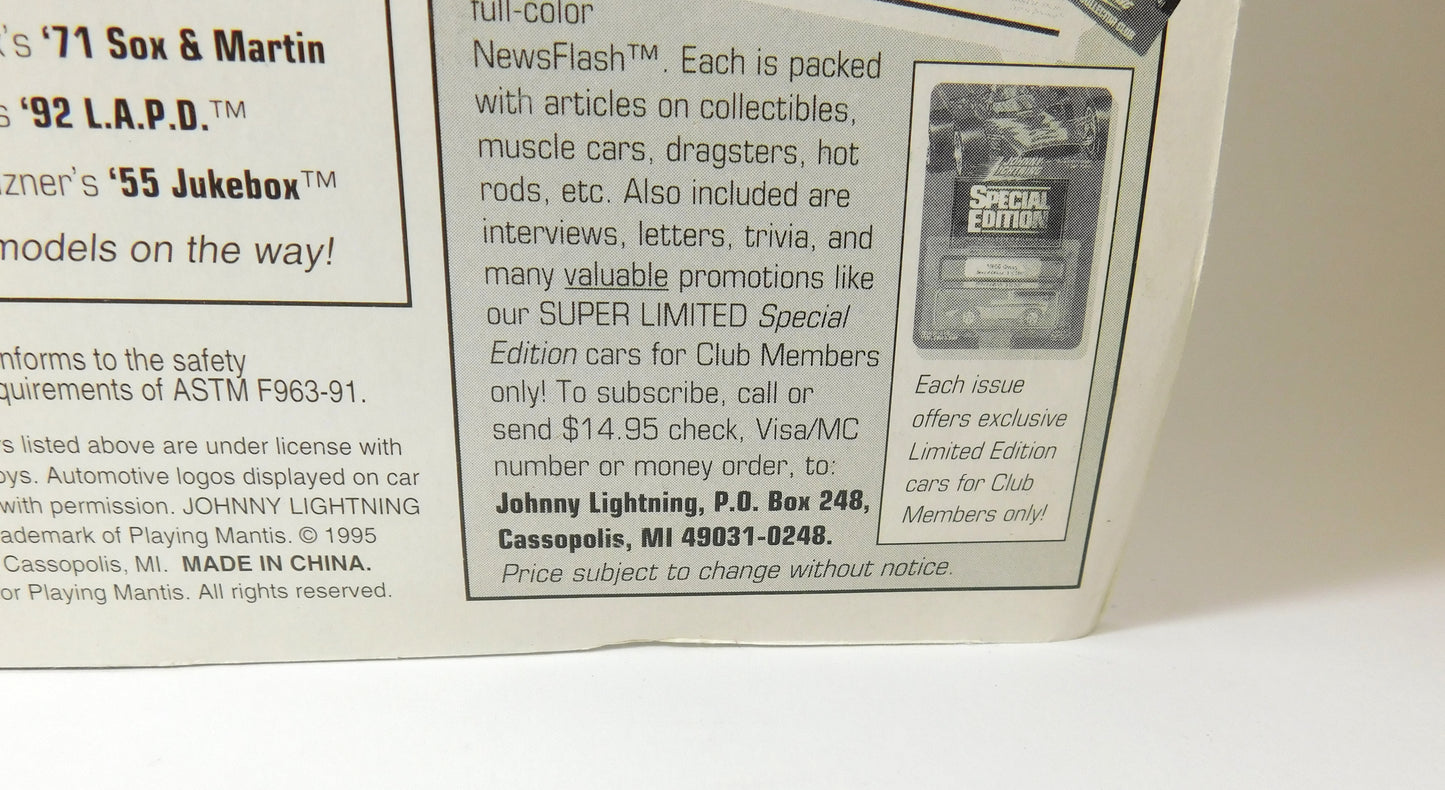 's '71 Sox & Martin
'92 L.A.P.D.™
zner's '55 Jukebox™
models on the way!
nforms to the safety
quirements of ASTM F963-91.
s listed above are under license with
oys. Automotive logos displayed on car
with permission. JOHNNY LIGHTNING
ademark of Playing Mantis. © 1995
Cassopolis, MI. MADE IN CHINA.
or Playing Mantis. All rights reserved.
full-color
NewsFlash™. Each is packed
with articles on collectibles,
muscle cars, dragsters, hot
rods, etc. Also included are
interviews, letters, trivia, and
many valuable promotions like
our SUPER LIMITED Special
Edition cars for Club Members
only! To subscribe, call or
send $14.95 check, Visa/MC
number or money order, to:
Johnny Lightning, P.O. Box 248,
Cassopolis, MI 49031-0248.
Price subject to change without notice.
COLLECTOR CLUB
JOHNNY
LIGHTNING
SPECIAL
EDITION
Each issue
offers exclusive
Limited Edition
cars for Club
Members only!